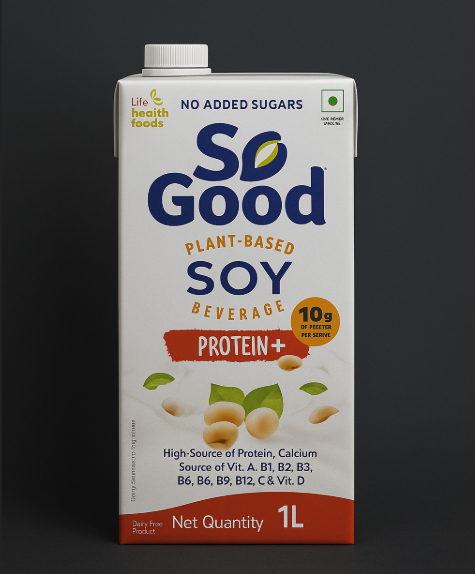 Life
health
foods
NO ADDED SUGARS
So
Good
PLANT-BASED
SOY
BEVERAGE
10g
OF PEEETER
PER SERIVE
PROTEIN+
High-Source of Protein, Calcium
Source of Vit. A. B1, B2, B3,
B6, B6, B9, B12, C & Vit. D
Dairy Free
Product
Net Quantity 1L